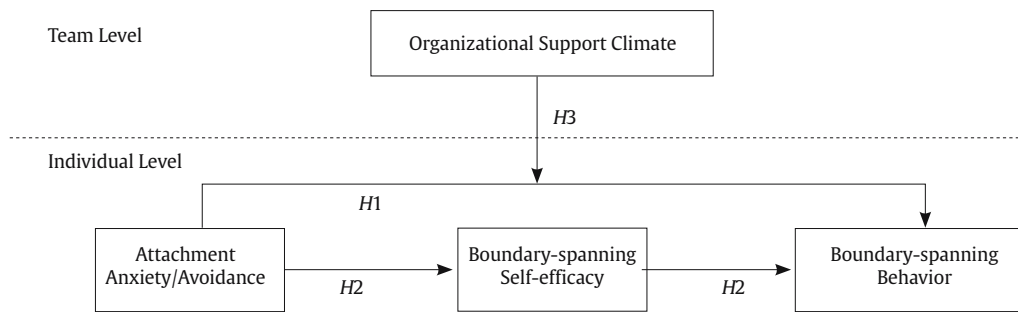 Team Level
Organizational Support Climate
H3
Individual Level
H1
Attachment
Anxiety/Avoidance
H2
Boundary-spanning
Self-efficacy
H2
Boundary-spanning
Behavior